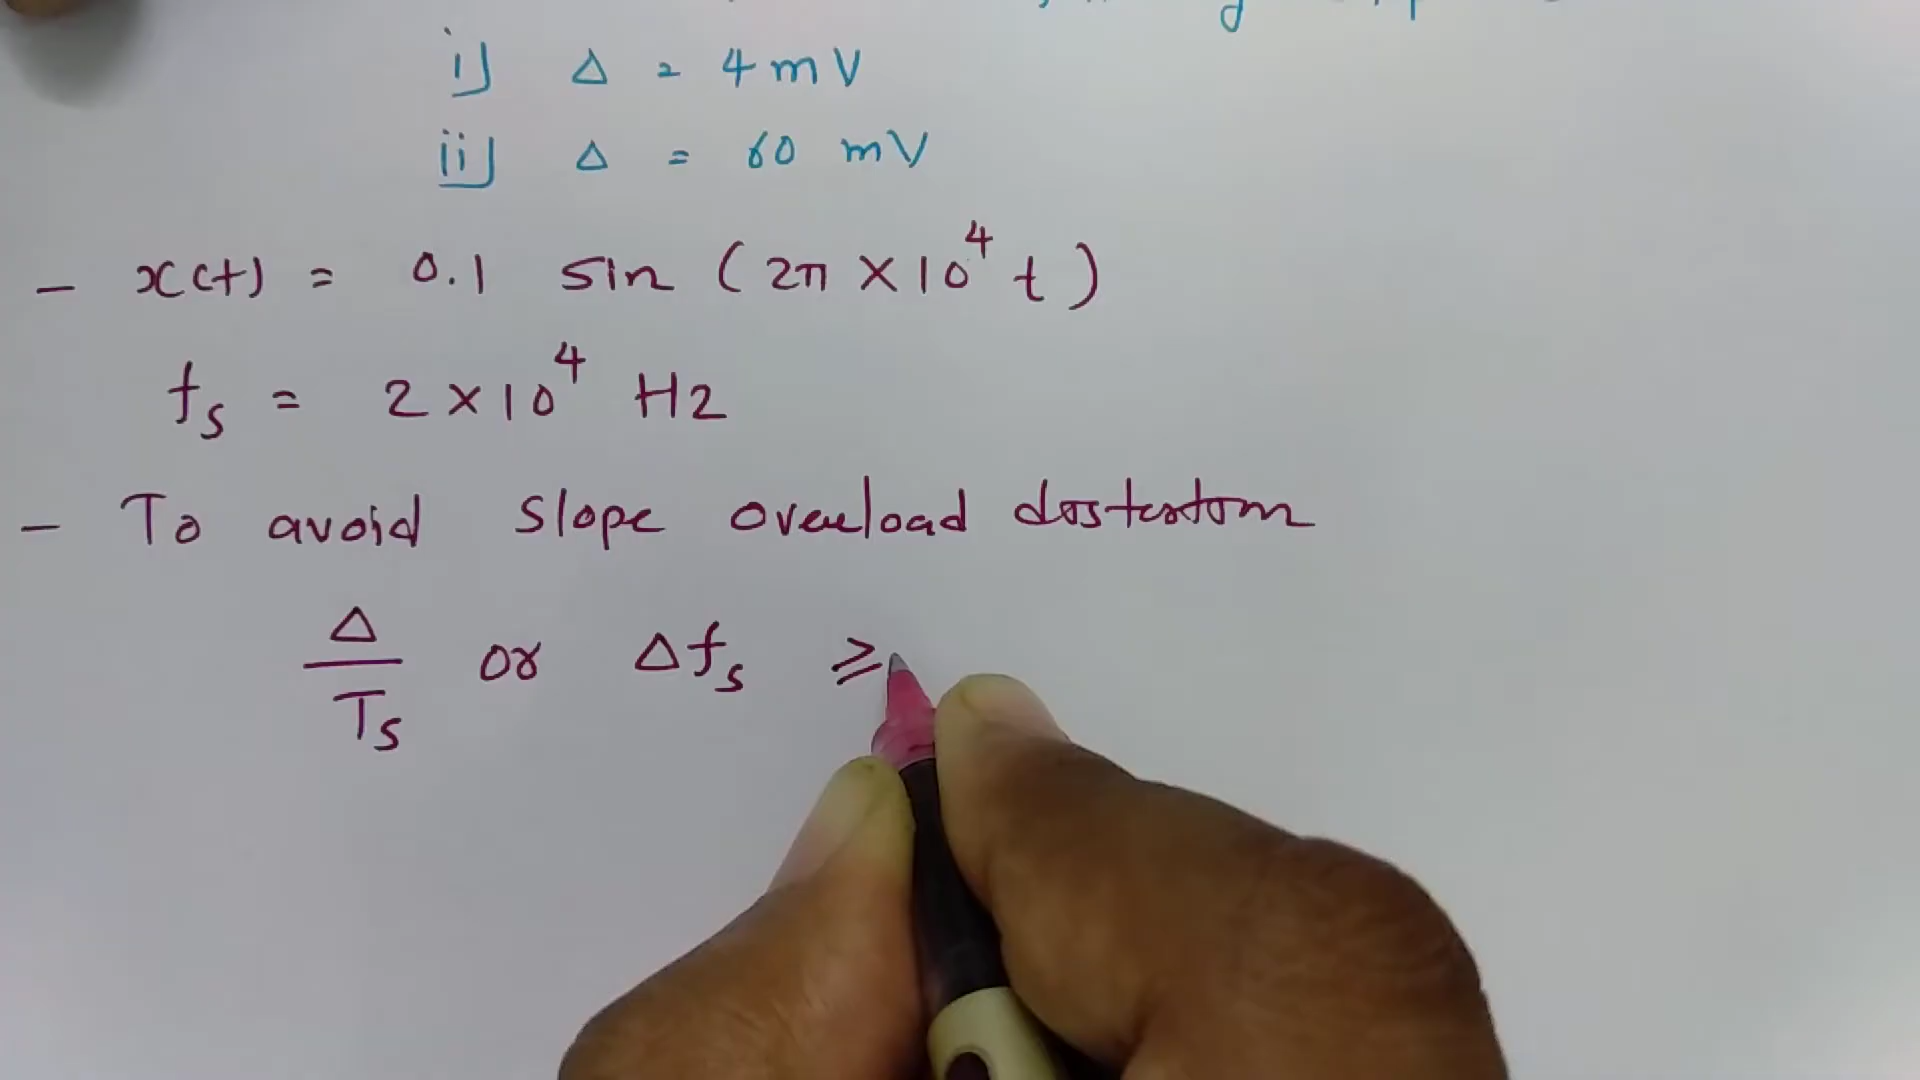 i) Δ = 4 mV
ii) Δ = 60 mV
- x(t) = 0.1 sin (2π × 10⁴ t)
fs = 2 × 10⁴ Hz
- To avoid slope overload
Δ/Ts or Δfs ≥